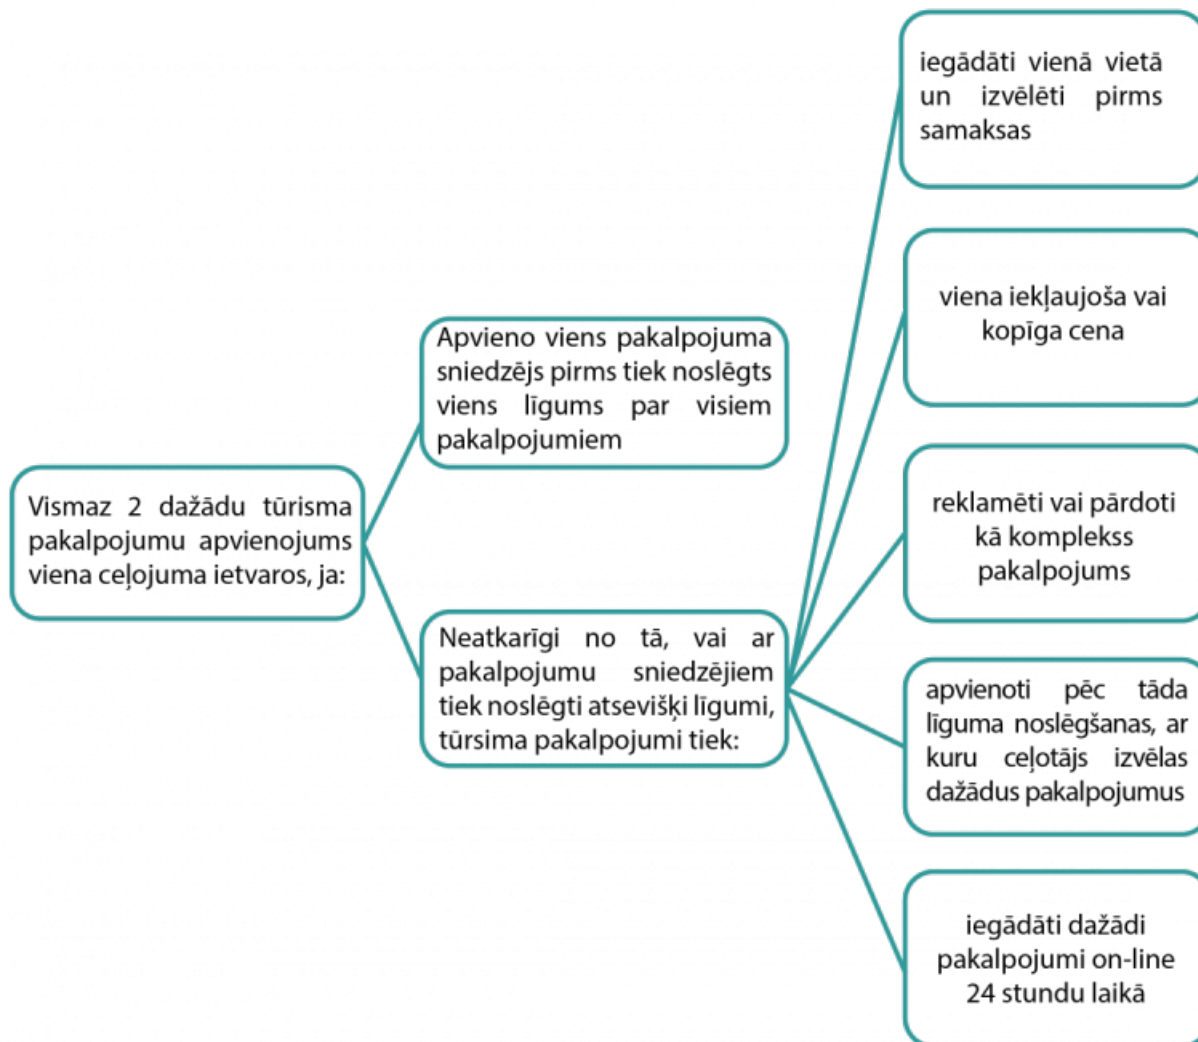 Vismaz 2 dažādu tūrisma
pakalpojumu apvienojums
viena ceļojuma ietvaros, ja:
Apvieno viens pakalpojuma
sniedzējs pirms tiek noslēgts
viens līgums par visiem
pakalpojumiem
Neatkarīgi no tā, vai ar
pakalpojumu sniedzējiem
tiek noslēgti atsevišķi līgumi,
tūrsima pakalpojumi tiek:
iegādāti vienā vietā
un izvēlēti pirms
samaksas
viena iekļaujoša vai
kopīga cena
reklamēti vai pārdoti
kā komplekss
pakalpojums
apvienoti pēc tāda
līguma noslēgšanas, ar
kuru ceļotājs izvēlas
dažādus pakalpojumus
iegādāti dažādi
pakalpojumi on-line
24 stundu laikā